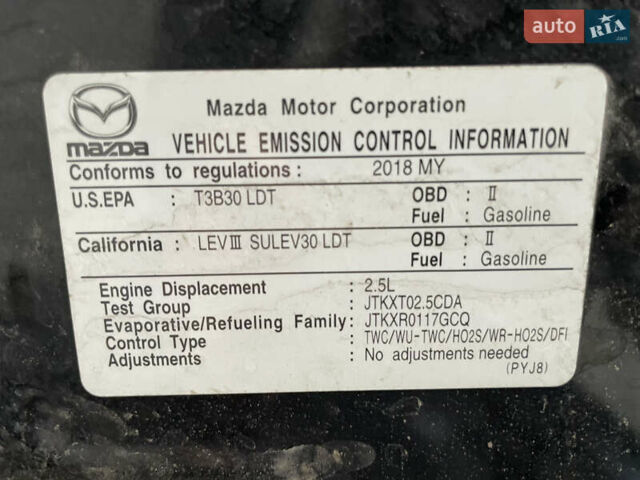 auto RIA
.com
Mazda Motor Corporation
mazda VEHICLE EMISSION CONTROL INFORMATION
Conforms to regulations : 2018 MY
U.S.EPA : T3B30 LDT OBD : II
Fuel : Gasoline
California : LEVIII SULEV30 LDT OBD : II
Fuel : Gasoline
Engine Displacement : 2.5L
Test Group : JTKXT02.5CDA
Evaporative/Refueling Family: JTKXR0117GCQ
Control Type : TWC/WU-TWC/HO2S/WR-HO2S/DFI
Adjustments : No adjustments needed
(PYJ8)